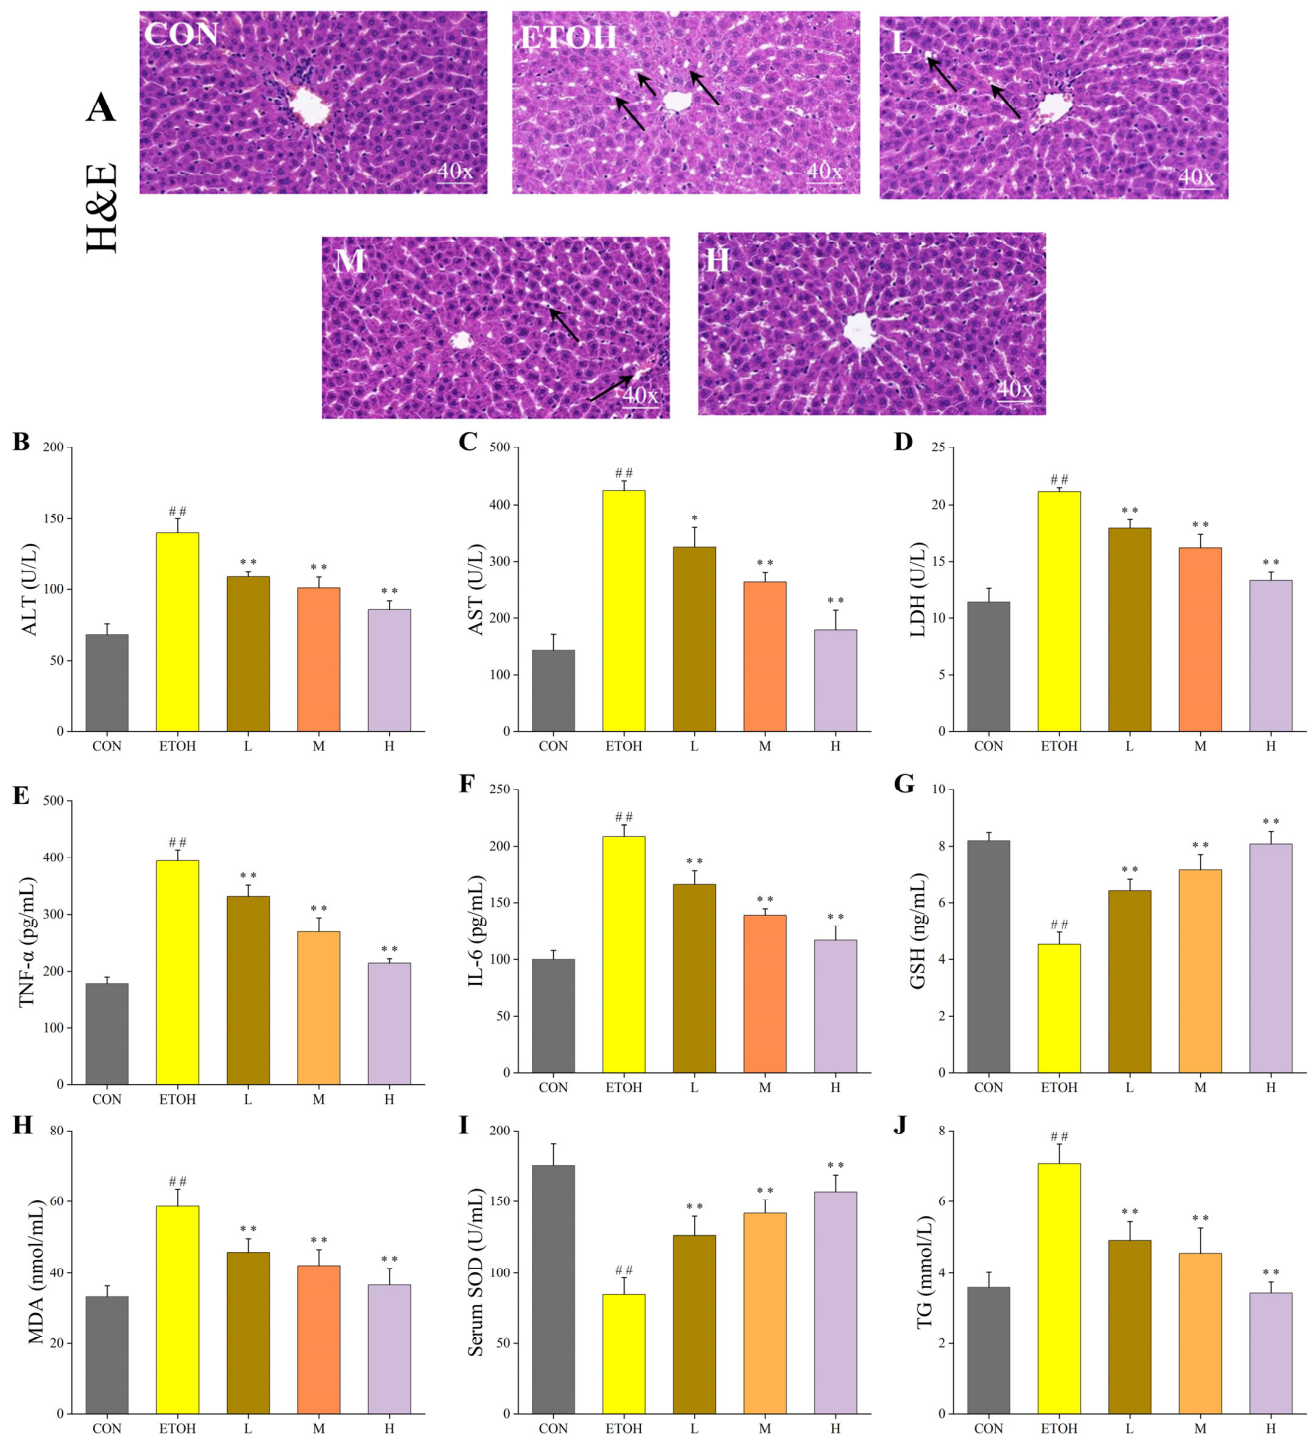 A
H&E
CON
40x
ETOH
40x
L
40x
M
40x
H
40x
B
200
150
100
50
0
ALT (U/L)
##
**
**
**
CON ETOH L M H
C
500
400
300
200
100
0
AST (U/L)
##
*
**
**
CON ETOH L M H
D
25
20
15
10
5
0
LDH (U/L)
##
**
**
**
CON ETOH L M H
E
500
400
300
200
100
0
TNF-α (pg/mL)
##
**
**
**
CON ETOH L M H
F
250
200
150
100
50
0
IL-6 (pg/mL)
##
**
**
**
CON ETOH L M H
G
10
8
6
4
2
0
GSH (ng/mL)
##
**
**
**
CON ETOH L M H
H
80
60
40
20
0
MDA (nmol/mL)
##
**
**
**
CON ETOH L M H
I
200
150
100
50
0
Serum SOD (U/mL)
##
**
**
**
CON ETOH L M H
J
8
6
4
2
0
TG (mmol/L)
##
**
**
**
CON ETOH L M H